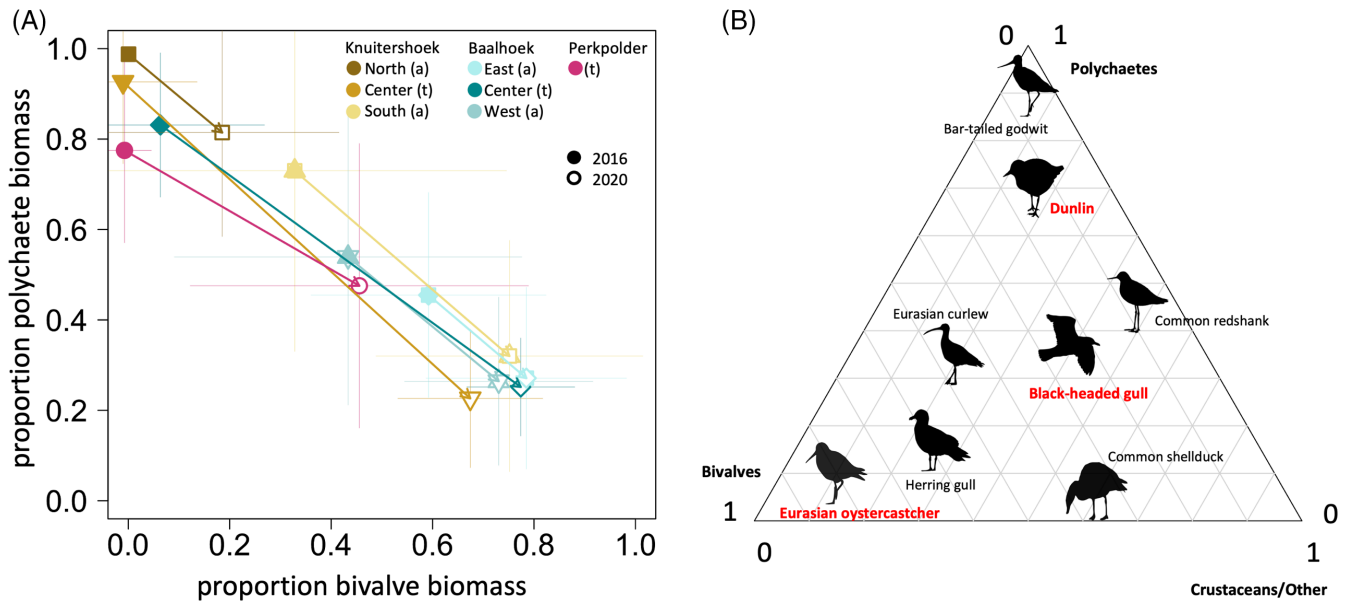 (A)
proportion polychaete biomass
1.0
0.8
0.6
0.4
0.2
0.0
0.0
0.2
0.4
0.6
0.8
1.0
proportion bivalve biomass
Knuitershoek
North (a)
Center (t)
South (a)
Baalhoek
East (a)
Center (t)
West (a)
Perkpolder
(t)
2016
2020
(B)
0 1
Polychaetes
Bar-tailed godwit
Dunlin
Common redshank
Eurasian curlew
Black-headed gull
Common shellduck
Herring gull
Bivalves
Eurasian oystercastcher
1
0
0
1
Crustaceans/Other